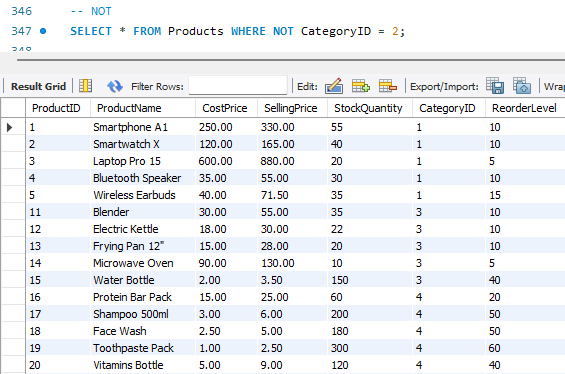 346 -- NOT
347 SELECT * FROM Products WHERE NOT CategoryID = 2;
348
Result Grid Filter Rows: Edit: Export/Import: Wrap
ProductID ProductName CostPrice SellingPrice StockQuantity CategoryID ReorderLevel
1 Smartphone A1 250.00 330.00 55 1 10
2 Smartwatch X 120.00 165.00 40 1 10
3 Laptop Pro 15 600.00 880.00 20 1 5
4 Bluetooth Speaker 35.00 55.00 30 1 10
5 Wireless Earbuds 40.00 71.50 35 1 15
11 Blender 30.00 55.00 35 3 10
12 Electric Kettle 18.00 30.00 22 3 10
13 Frying Pan 12" 15.00 28.00 20 3 10
14 Microwave Oven 90.00 130.00 10 3 5
15 Water Bottle 2.00 3.50 150 3 40
16 Protein Bar Pack 15.00 25.00 60 4 20
17 Shampoo 500ml 3.00 6.00 200 4 50
18 Face Wash 2.50 5.00 180 4 50
19 Toothpaste Pack 1.00 2.50 300 4 60
20 Vitamins Bottle 5.00 9.00 120 4 40